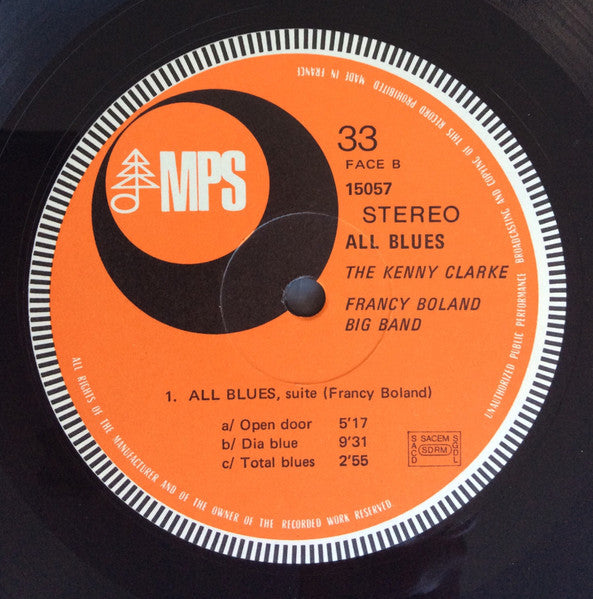 MPS
33
FACE B
15057
STEREO
ALL BLUES
THE KENNY CLARKE
FRANCY BOLAND
BIG BAND
1. ALL BLUES, suite (Francy Boland)
a/ Open door 5'17
b/ Dia blue 9'31
c/ Total blues 2'55
SACD SACEM SDRM SGDL
ALL RIGHTS OF THE MANUFACTURER AND OF THE OWNER OF THE RECORDED WORK RESERVED.
UNAUTHORIZED PUBLIC PERFORMANCE BROADCASTING AND COPYING OF THIS RECORD PROHIBITED MADE IN FRANCE